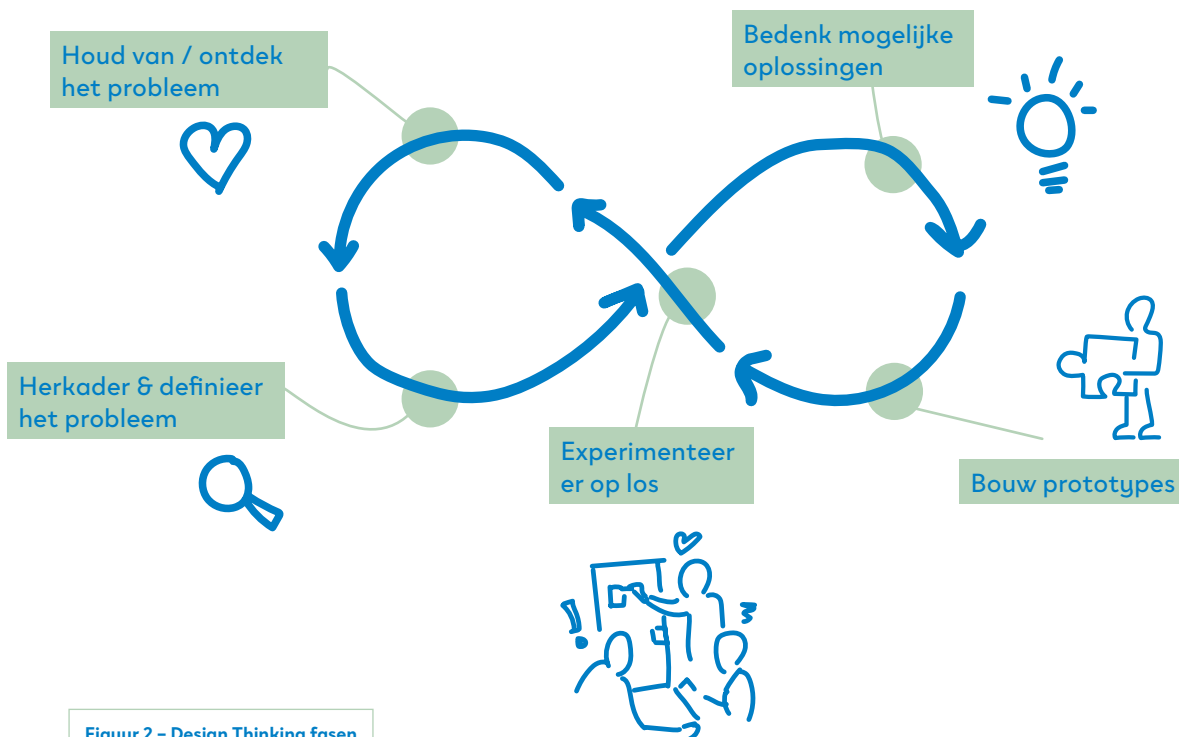 Houd van / ontdek
het probleem
Bedenk mogelijke
oplossingen
Herkader & definieer
het probleem
Experimenteer
er op los
Bouw prototypes
Figuur 2 – Design Thinking fasen